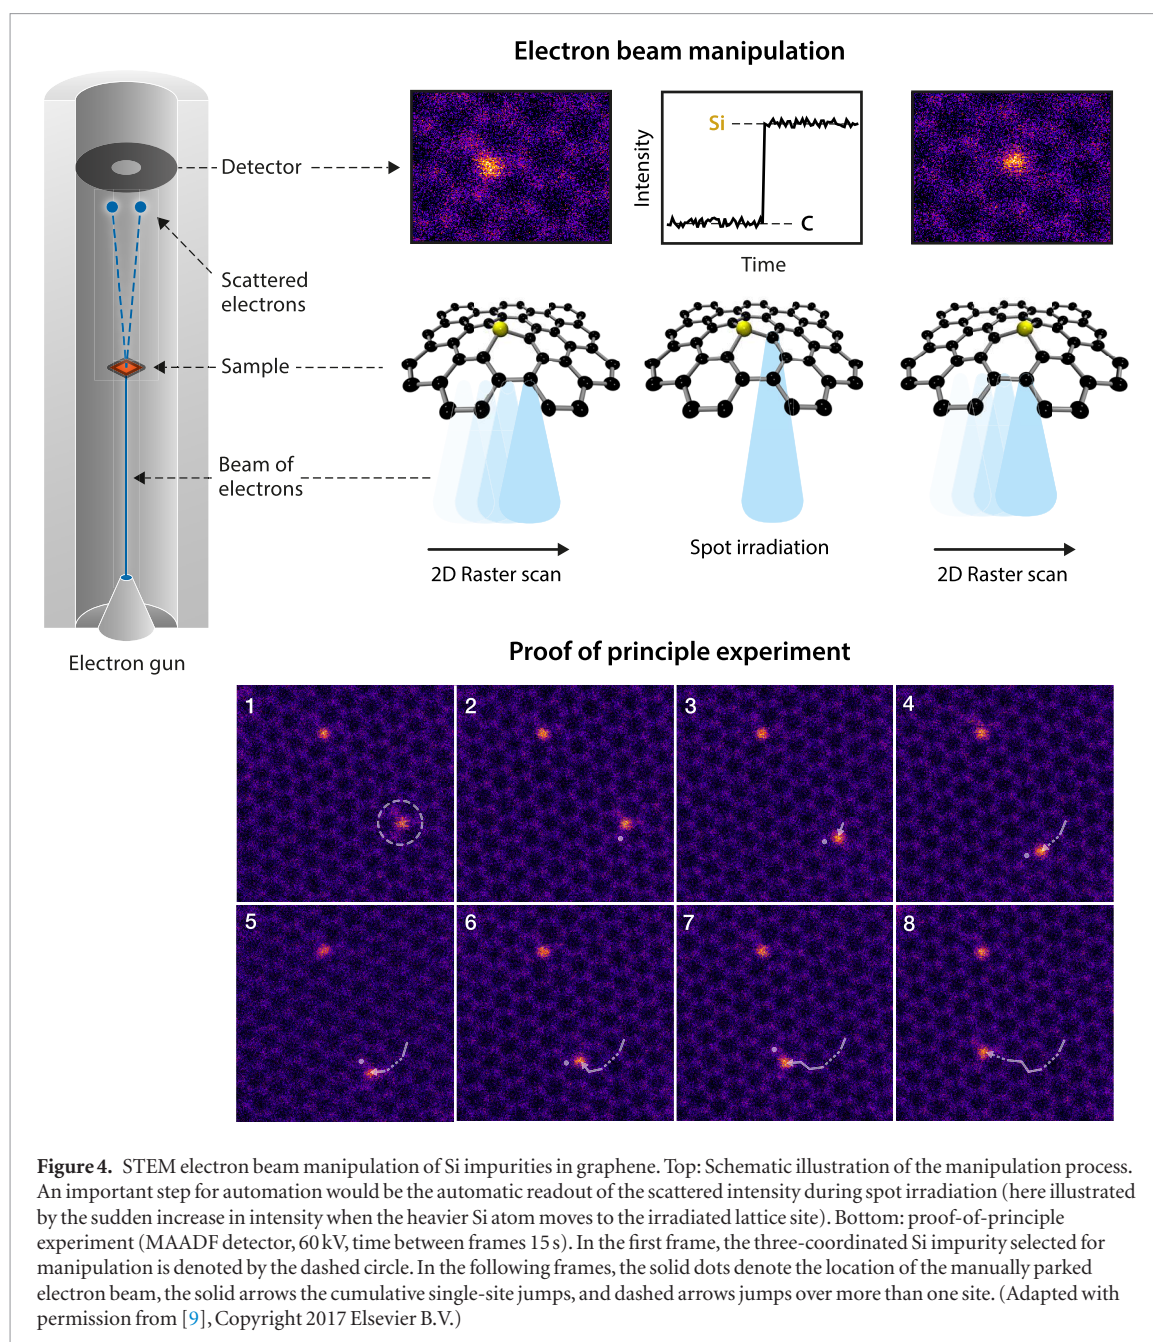 Electron beam manipulation
Detector
Scattered
electrons
Sample
Beam of
electrons
Electron gun
Intensity
Si
C
Time
2D Raster scan
Spot irradiation
2D Raster scan
Proof of principle experiment
1
2
3
4
5
6
7
8
Figure 4. STEM electron beam manipulation of Si impurities in graphene. Top: Schematic illustration of the manipulation process.
An important step for automation would be the automatic readout of the scattered intensity during spot irradiation (here illustrated
by the sudden increase in intensity when the heavier Si atom moves to the irradiated lattice site). Bottom: proof-of-principle
experiment (MAADF detector, 60 kV, time between frames 15 s). In the first frame, the three-coordinated Si impurity selected for
manipulation is denoted by the dashed circle. In the following frames, the solid dots denote the location of the manually parked
electron beam, the solid arrows the cumulative single-site jumps, and dashed arrows jumps over more than one site. (Adapted with
permission from [9], Copyright 2017 Elsevier B.V.)